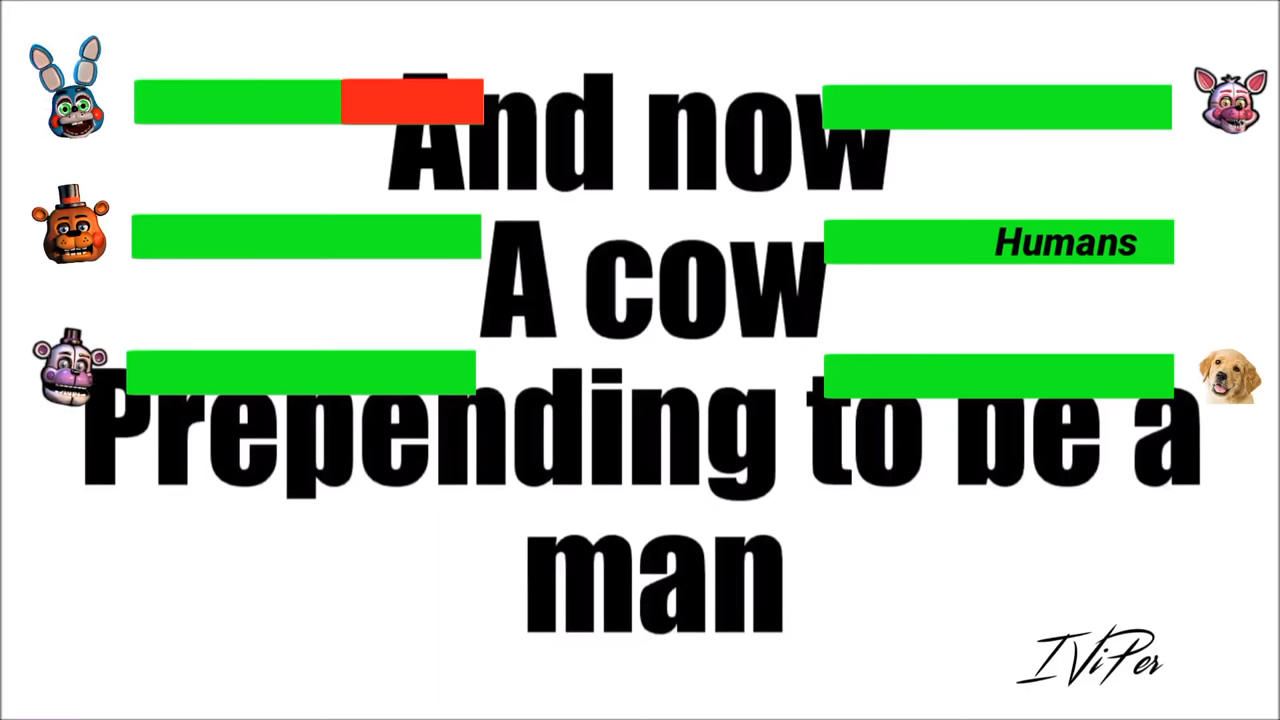 And now
A cow
Humans
Prepending to be a
man
IViPer